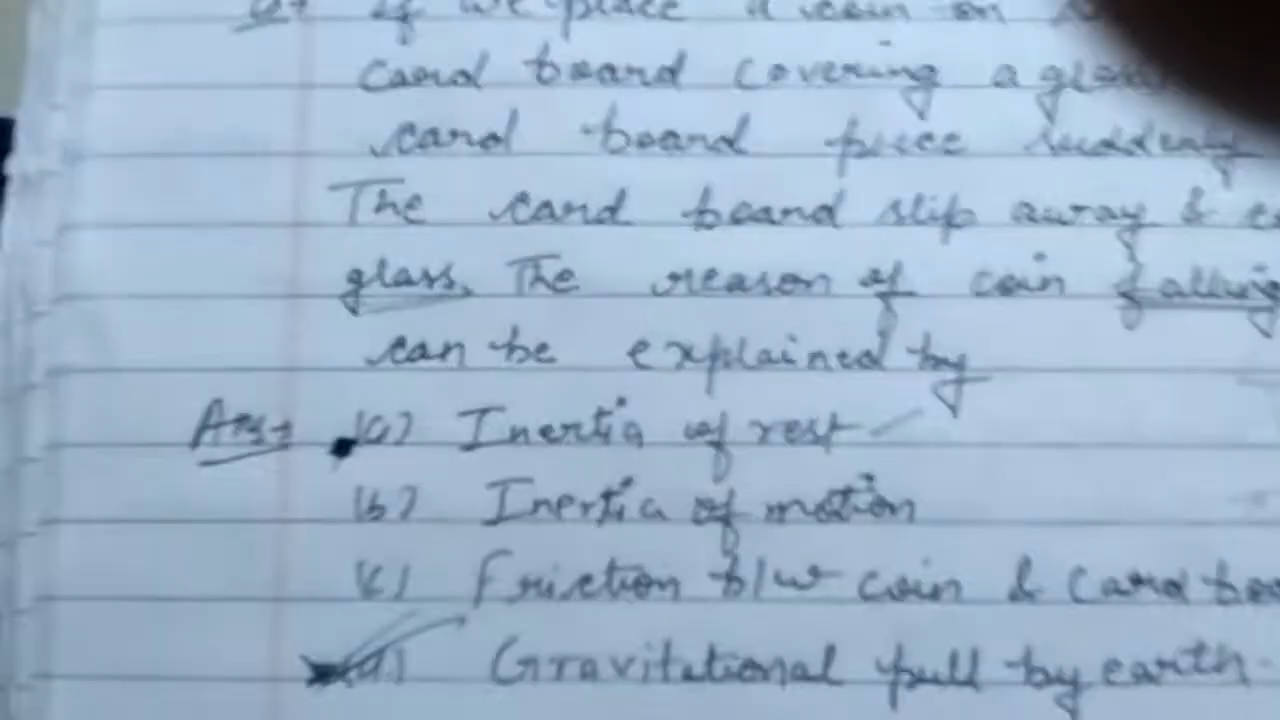 If we place a coin on
card board covering a
card board piece suddenly
The card board slip away &
glass. The reason of coin falling
can be explained by
Ans: (a) Inertia of rest
(b) Inertia of motion
(c) Friction b/w coin & Card
(d) Gravitational pull by earth.